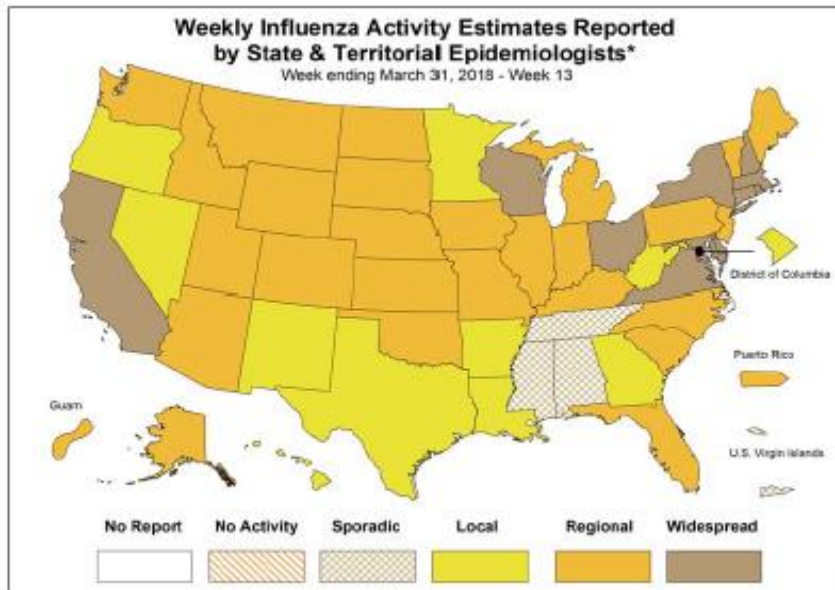 Weekly Influenza Activity Estimates Reported
by State & Territorial Epidemiologists*
Week ending March 31, 2018 - Week 13
District of Columbia
Puerto Rico
Guam
U.S. Virgin Islands
No Report No Activity Sporadic Local Regional Widespread